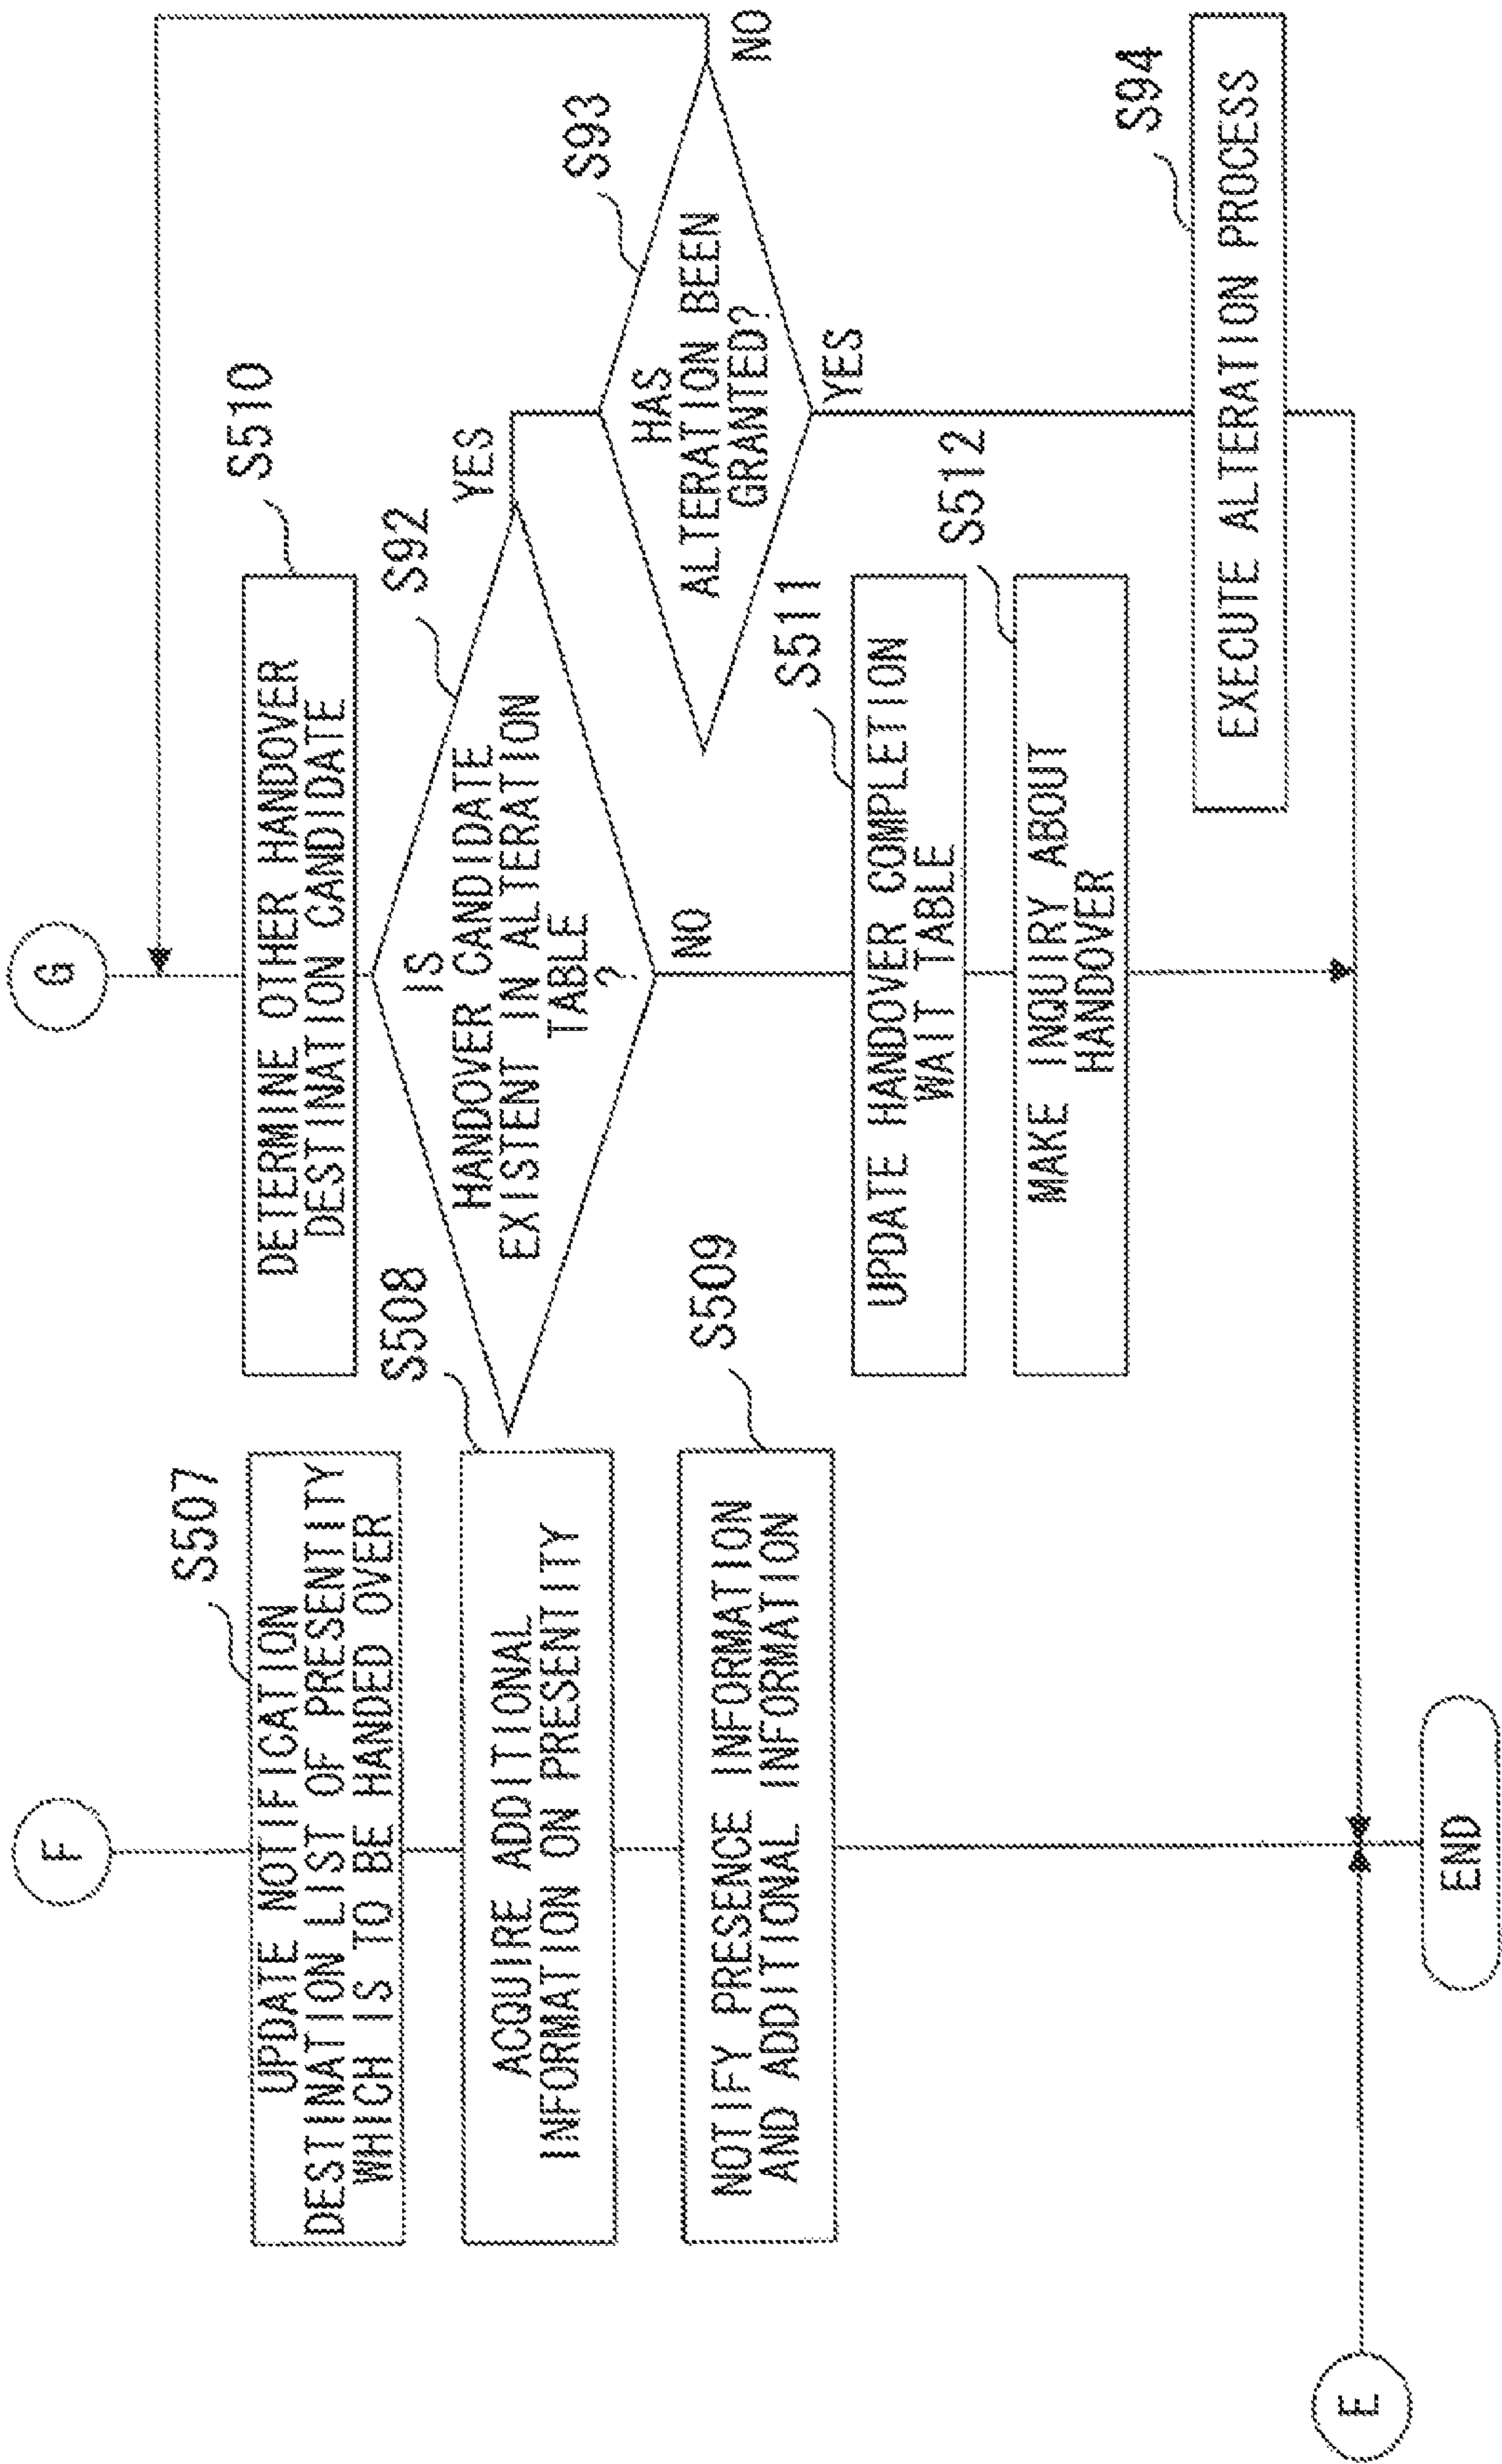 F
S507
UPDATE NOTIFICATION
DESTINATION LIST OF PRESENTITY
WHICH IS TO BE HANDED OVER
S508
ACQUIRE ADDITIONAL
INFORMATION ON PRESENTITY
S509
NOTIFY PRESENCE INFORMATION
AND ADDITIONAL INFORMATION
E
END
G
S510
DETERMINE OTHER HANDOVER
DESTINATION CANDIDATE
S92
IS
HANDOVER CANDIDATE
EXISTENT IN ALTERATION
TABLE
?
YES
NO
S93
HAS
ALTERATION BEEN
GRANTED?
NO
YES
S511
UPDATE HANDOVER COMPLETION
WAIT TABLE
S512
MAKE INQUIRY ABOUT
HANDOVER
S94
EXECUTE ALTERATION PROCESS